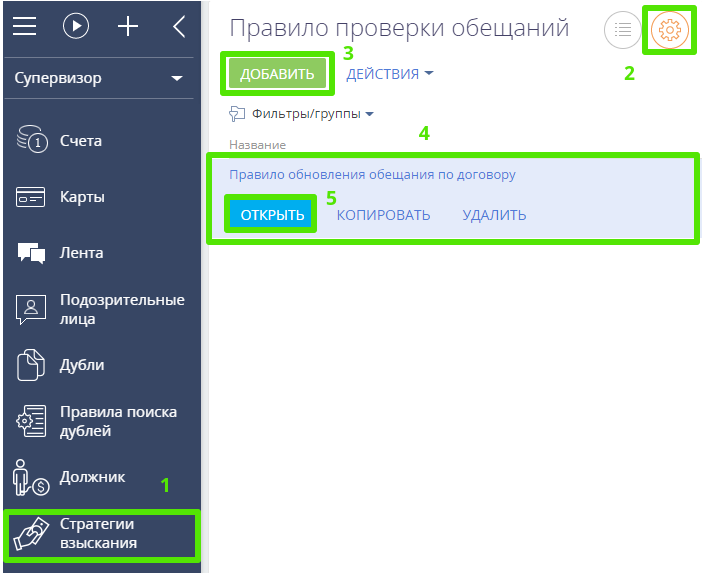 Супервизор
Счета
Карты
Лента
Подозрительные
лица
Дубли
Правила поиска
дублей
Должник
1
Стратегии
взыскания
Правило проверки обещаний
2
ДОБАВИТЬ
3
ДЕЙСТВИЯ
Фильтры/группы
4
Название
Правило обновления обещания по договору
5
ОТКРЫТЬ
КОПИРОВАТЬ
УДАЛИТЬ